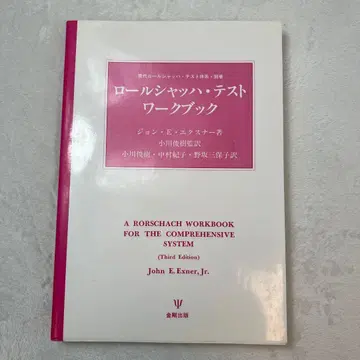 現代ロールシャッハ・テスト体系・別巻
ロールシャッハ・テスト
ワークブック
ジョン・E・エクスナー著
小川俊樹監訳
小川俊樹・中村紀子・野坂三保子訳
A RORSCHACH WORKBOOK
FOR THE COMPREHENSIVE
SYSTEM
(Third Edition)
John E. Exner, Jr.
金剛出版